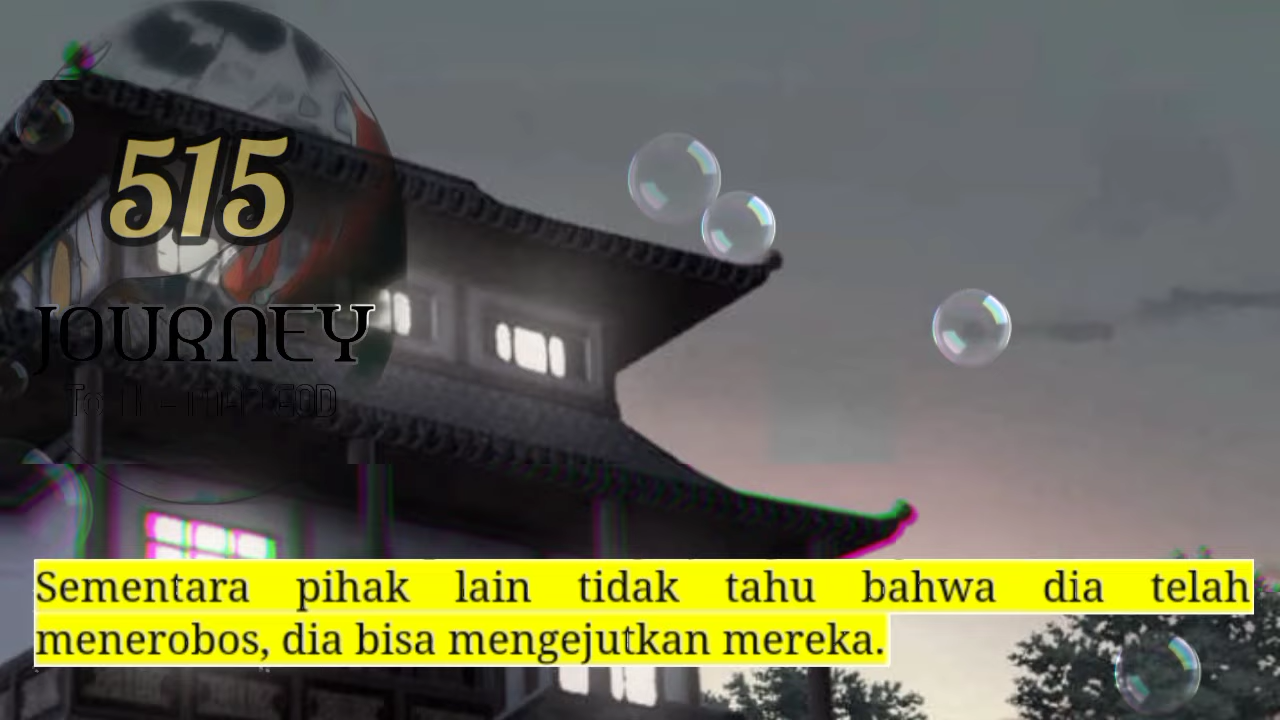 515
JOURNEY
Sementara pihak lain tidak tahu bahwa dia telah
menerobos, dia bisa mengejutkan mereka.